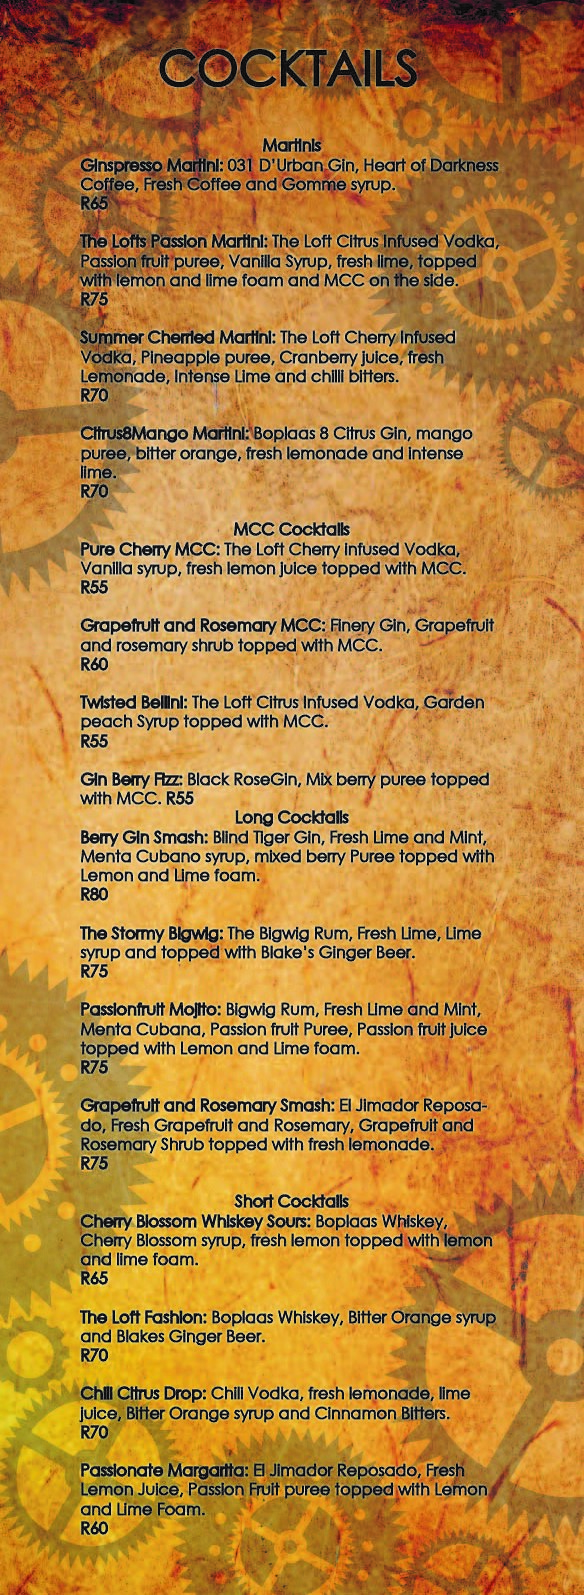 COCKTAILS
Martinis
Ginspresso Martini: 031 D'Urban Gin, Heart of Darkness
Coffee, Fresh Coffee and Gomme syrup.
R65
The Lofts Passion Martini: The Loft Citrus Infused Vodka,
Passion fruit puree, Vanilla Syrup, fresh lime, topped
with lemon and lime foam and MCC on the side.
R75
Summer Cherried Martini: The Loft Cherry Infused
Vodka, Pineapple puree, Cranberry juice, fresh
Lemonade, Intense Lime and chilli bitters.
R70
Citrus8Mango Martini: Boplaas 8 Citrus Gin, mango
puree, bitter orange, fresh lemonade and intense
lime.
R70
MCC Cocktails
Pure Cherry MCC: The Loft Cherry infused Vodka,
Vanilla syrup, fresh lemon juice topped with MCC.
R55
Grapefruit and Rosemary MCC: Finery Gin, Grapefruit
and rosemary shrub topped with MCC.
R60
Twisted Bellini: The Loft Citrus Infused Vodka, Garden
peach Syrup topped with MCC.
R55
Gin Berry Fizz: Black RoseGin, Mix berry puree topped
with MCC. R55
Long Cocktails
Berry Gin Smash: Blind Tiger Gin, Fresh Lime and Mint,
Menta Cubano syrup, mixed berry Puree topped with
Lemon and Lime foam.
R80
The Stormy Bigwig: The Bigwig Rum, Fresh Lime, Lime
syrup and topped with Blake's Ginger Beer.
R75
Passionfruit Mojito: Bigwig Rum, Fresh Lime and Mint,
Menta Cubana, Passion fruit Puree, Passion fruit juice
topped with Lemon and Lime foam.
R75
Grapefruit and Rosemary Smash: El Jimador Reposa-
do, Fresh Grapefruit and Rosemary, Grapefruit and
Rosemary Shrub topped with fresh lemonade.
R75
Short Cocktails
Cherry Blossom Whiskey Sours: Boplaas Whiskey,
Cherry Blossom syrup, fresh lemon topped with lemon
and lime foam.
R65
The Loft Fashion: Boplaas Whiskey, Bitter Orange syrup
and Blakes Ginger Beer.
R70
Chili Citrus Drop: Chili Vodka, fresh lemonade, lime
juice, Bitter Orange syrup and Cinnamon Bitters.
R70
Passionate Margarita: El Jimador Reposado, Fresh
Lemon Juice, Passion Fruit puree topped with Lemon
and Lime Foam.
R60